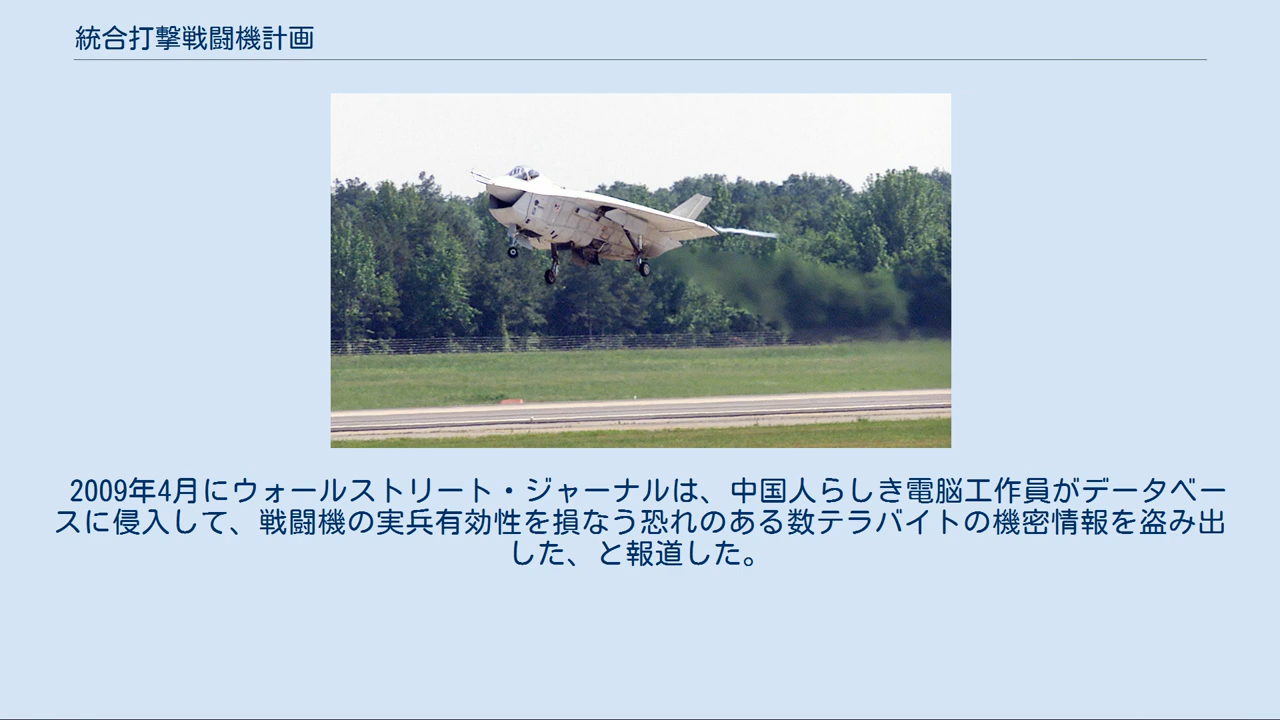 統合打撃戦闘機計画
2009年4月にウォールストリート・ジャーナルは、中国人らしき電脳工作員がデータベー
スに侵入して、戦闘機の実兵有効性を損なう恐れのある数テラバイトの機密情報を盗み出
した、と報道した。